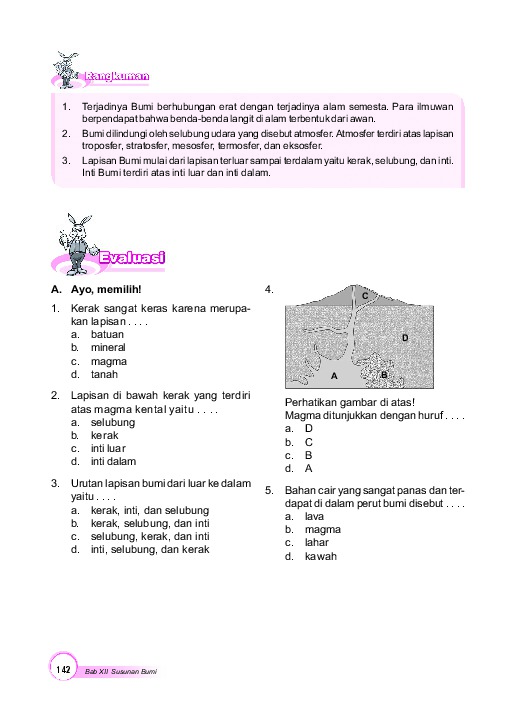 Rangkuman
1. Terjadinya Bumi berhubungan erat dengan terjadinya alam semesta. Para ilmuwan
berpendapat bahwa benda-benda langit di alam terbentuk dari awan.
2. Bumi dilindungi oleh selubung udara yang disebut atmosfer. Atmosfer terdiri atas lapisan
troposfer, stratosfer, mesosfer, termosfer, dan eksosfer.
3. Lapisan Bumi mulai dari lapisan terluar sampai terdalam yaitu kerak, selubung, dan inti.
Inti Bumi terdiri atas inti luar dan inti dalam.
Evaluasi
A. Ayo, memilih!
1. Kerak sangat keras karena merupa-
kan lapisan . . . .
a. batuan
b. mineral
c. magma
d. tanah
2. Lapisan di bawah kerak yang terdiri
atas magma kental yaitu . . . .
a. selubung
b. kerak
c. inti luar
d. inti dalam
3. Urutan lapisan bumi dari luar ke dalam
yaitu . . . .
a. kerak, inti, dan selubung
b. kerak, selubung, dan inti
c. selubung, kerak, dan inti
d. inti, selubung, dan kerak
4.
C
D
A
B
Perhatikan gambar di atas!
Magma ditunjukkan dengan huruf . . . .
a. D
b. C
c. B
d. A
5. Bahan cair yang sangat panas dan ter-
dapat di dalam perut bumi disebut . . . .
a. lava
b. magma
c. lahar
d. kawah
142
Bab XII Susunan Bumi